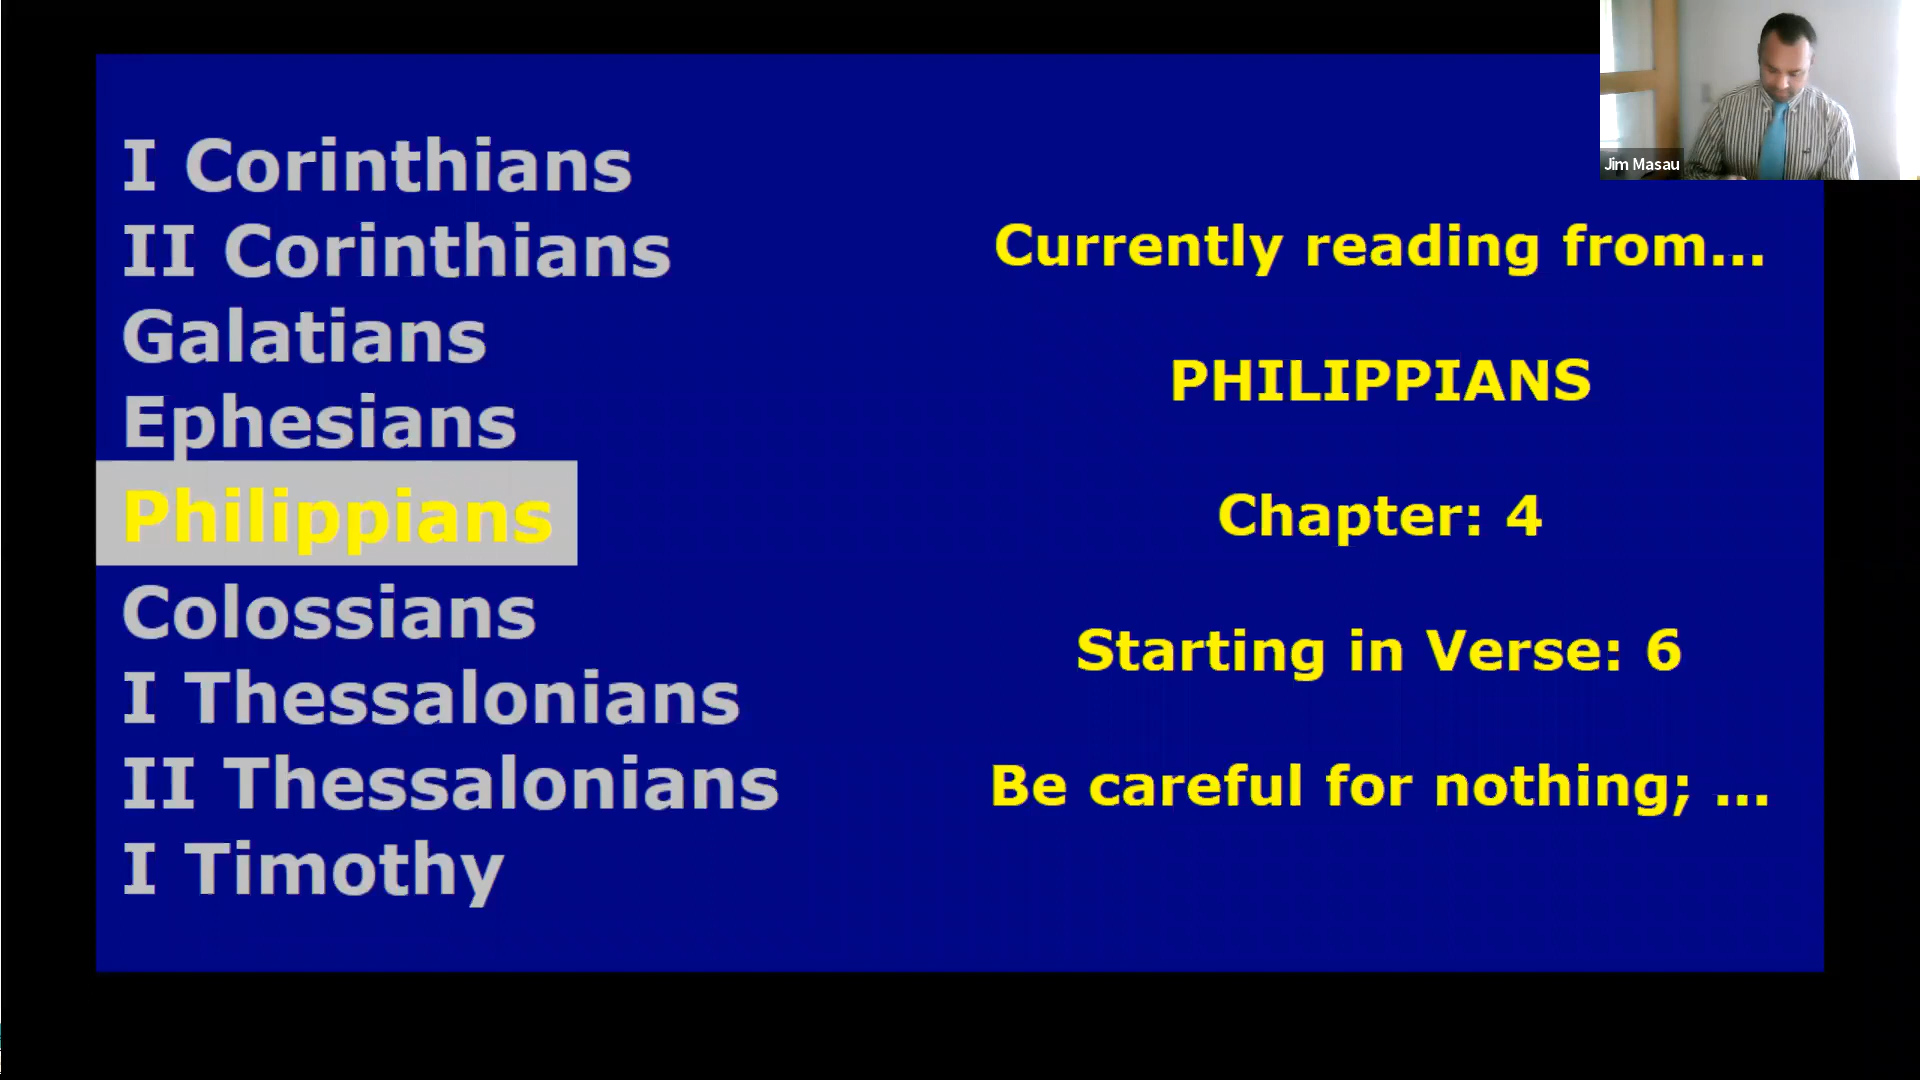 I Corinthians
II Corinthians
Galatians
Ephesians
Philippians
Colossians
I Thessalonians
II Thessalonians
I Timothy
Currently reading from...
PHILIPPIANS
Chapter: 4
Starting in Verse: 6
Be careful for nothing; ...
Jim Masau